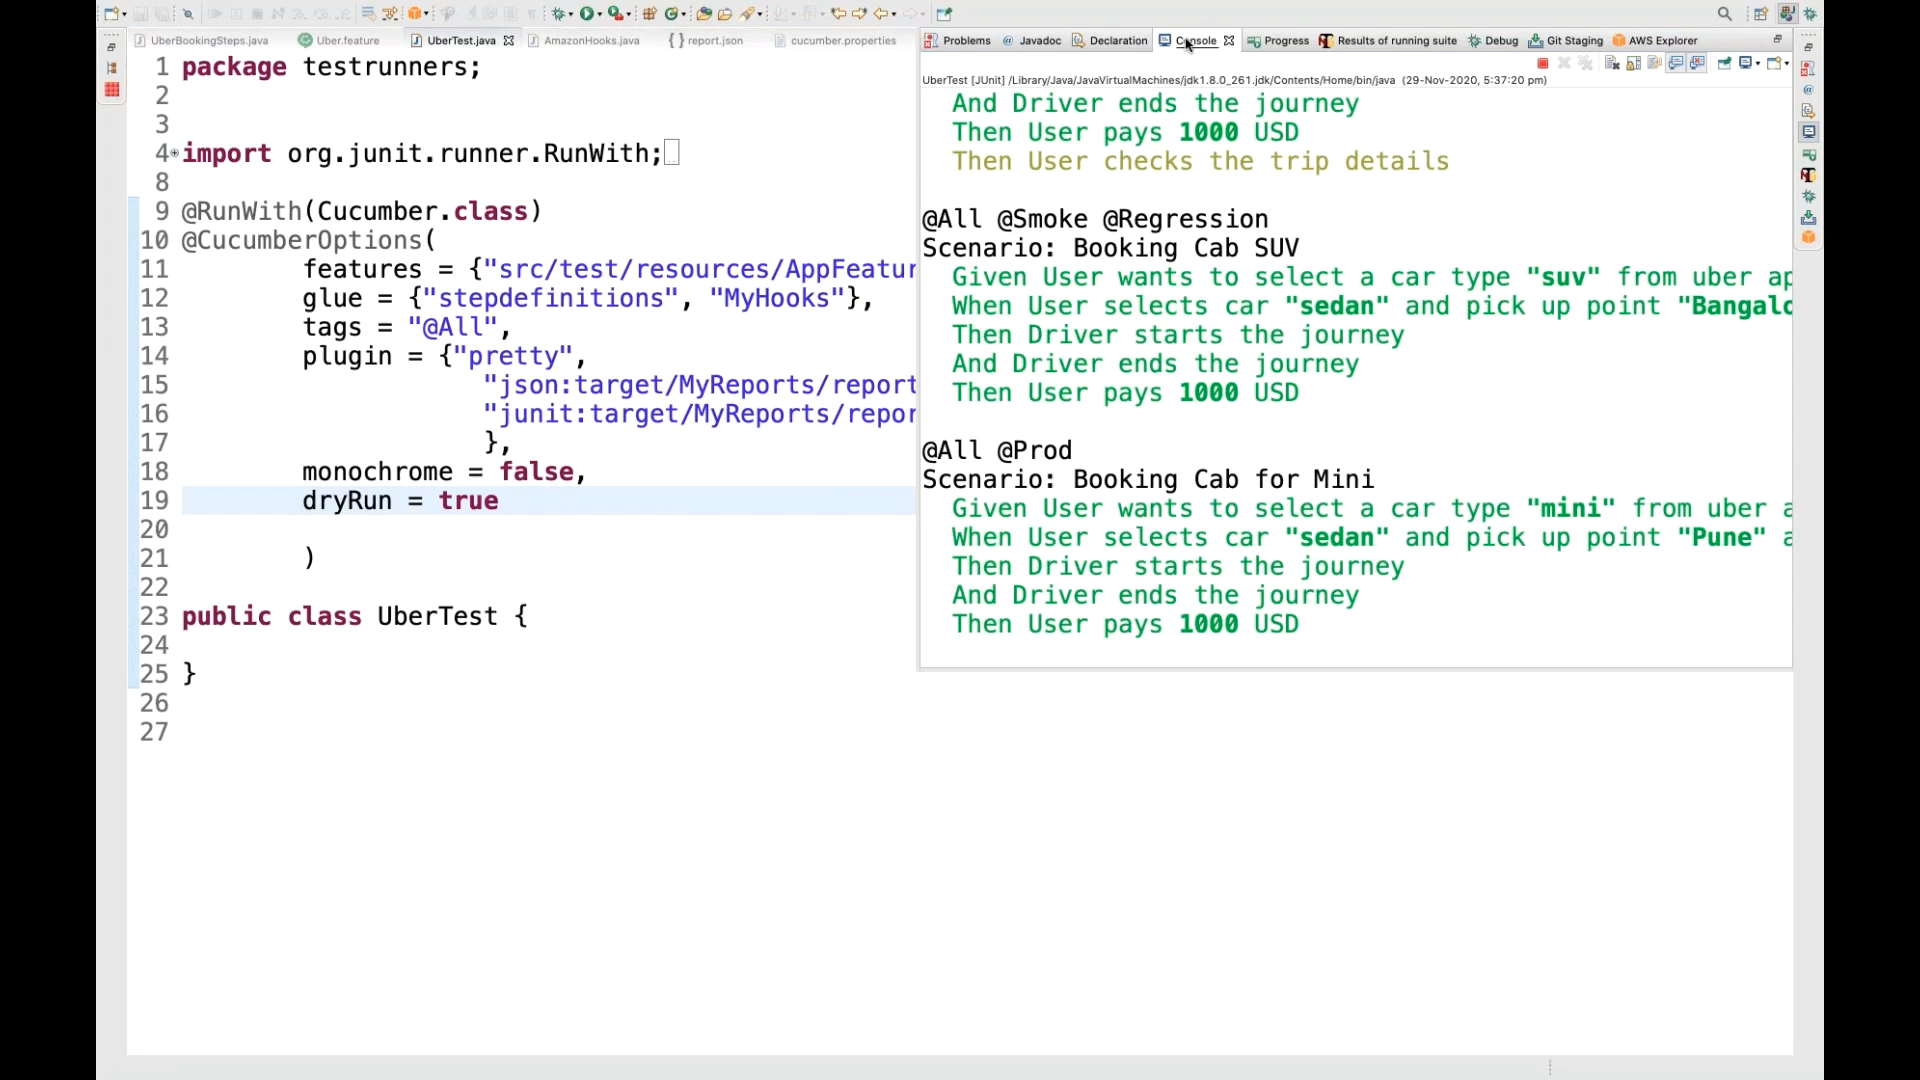 UberBookingSteps.java Uber.feature UberTest.java AmazonHooks.java { } report.json cucumber.properties
1 package testrunners;
2
3
4 import org.junit.runner.RunWith;
8
9 @RunWith(Cucumber.class)
10 @CucumberOptions(
11 features = {"src/test/resources/AppFeatur
12 glue = {"stepdefinitions", "MyHooks"},
13 tags = "@All",
14 plugin = {"pretty",
15 "json:target/MyReports/report
16 "junit:target/MyReports/repor
17 },
18 monochrome = false,
19 dryRun = true
20
21 )
22
23 public class UberTest {
24
25 }
26
27
Problems @ Javadoc Declaration Console Progress Results of running suite Debug Git Staging AWS Explorer
UberTest [JUnit] /Library/Java/JavaVirtualMachines/jdk1.8.0_261.jdk/Contents/Home/bin/java (29-Nov-2020, 5:37:20 pm)
And Driver ends the journey
Then User pays 1000 USD
Then User checks the trip details
@All @Smoke @Regression
Scenario: Booking Cab SUV
Given User wants to select a car type "suv" from uber ap
When User selects car "sedan" and pick up point "Bangalo
Then Driver starts the journey
And Driver ends the journey
Then User pays 1000 USD
@All @Prod
Scenario: Booking Cab for Mini
Given User wants to select a car type "mini" from uber a
When User selects car "sedan" and pick up point "Pune" a
Then Driver starts the journey
And Driver ends the journey
Then User pays 1000 USD